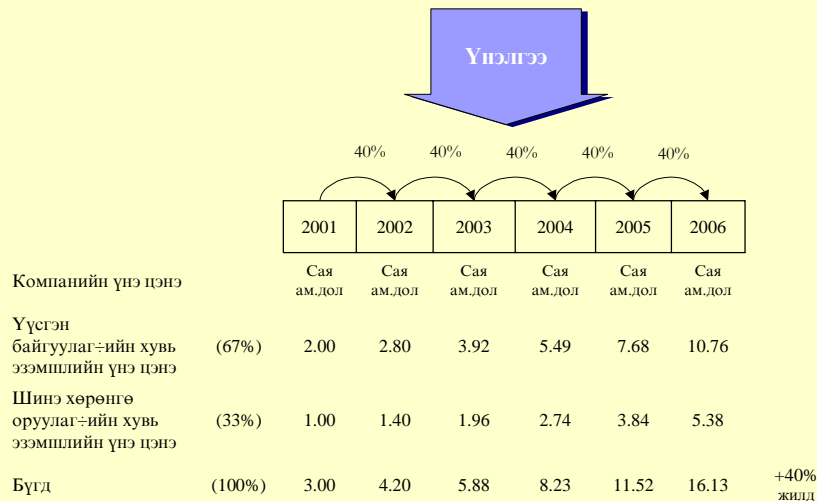 Үнэлгээ
40% 40% 40% 40% 40%
2001 2002 2003 2004 2005 2006
Компанийн үнэ цэнэ
Сая Сая Сая Сая Сая Сая
ам.дол ам.дол ам.дол ам.дол ам.дол ам.дол
Үүсгэн
байгуулаг÷ийн хувь (67%) 2.00 2.80 3.92 5.49 7.68 10.76
эзэмшлийн үнэ цэнэ
Шинэ хөрөнгө
оруулаг÷ийн хувь (33%) 1.00 1.40 1.96 2.74 3.84 5.38
эзэмшлийн үнэ цэнэ
Бүгд (100%) 3.00 4.20 5.88 8.23 11.52 16.13 +40%
жилд